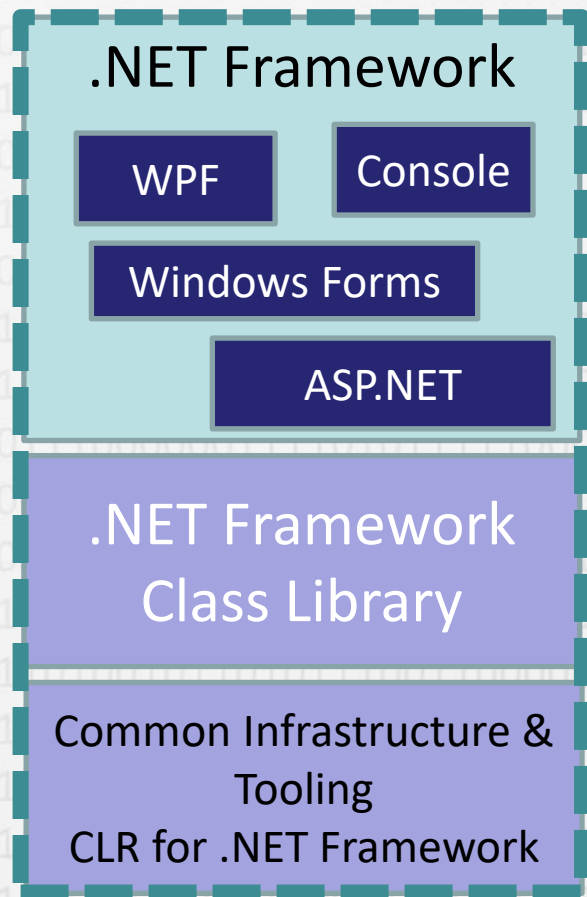 .NET Framework
WPF
Console
Windows Forms
ASP.NET
.NET Framework
Class Library
Common Infrastructure &
Tooling
CLR for .NET Framework